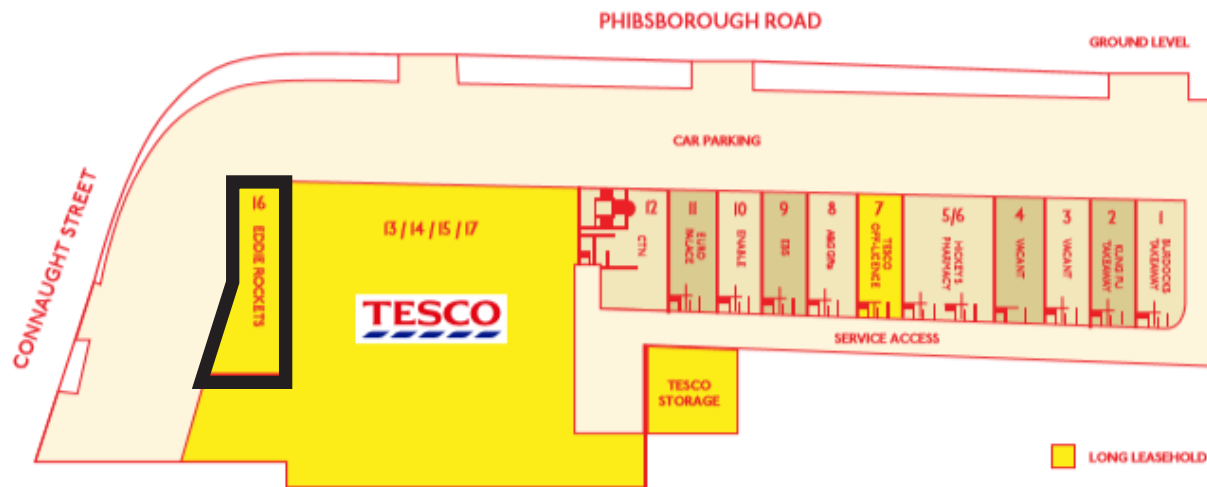 PHIBSBOROUGH ROAD
GROUND LEVEL
CAR PARKING
CONNAUGHT STREET
16
EDDIE ROCKETS
13 / 14 / 15 / 17
TESCO
12
CTN
11
EURO
PALACE
10
ENABLE
9
EBS
8
7
TESCO
OFF-LICENCE
5/6
HICKEY'S
PHARMACY
4
VACANT
3
VACANT
2
KUNG FU
TAKEAWAY
1
BURDOCKS
TAKEAWAY
SERVICE ACCESS
TESCO
STORAGE
LONG LEASEHOLD